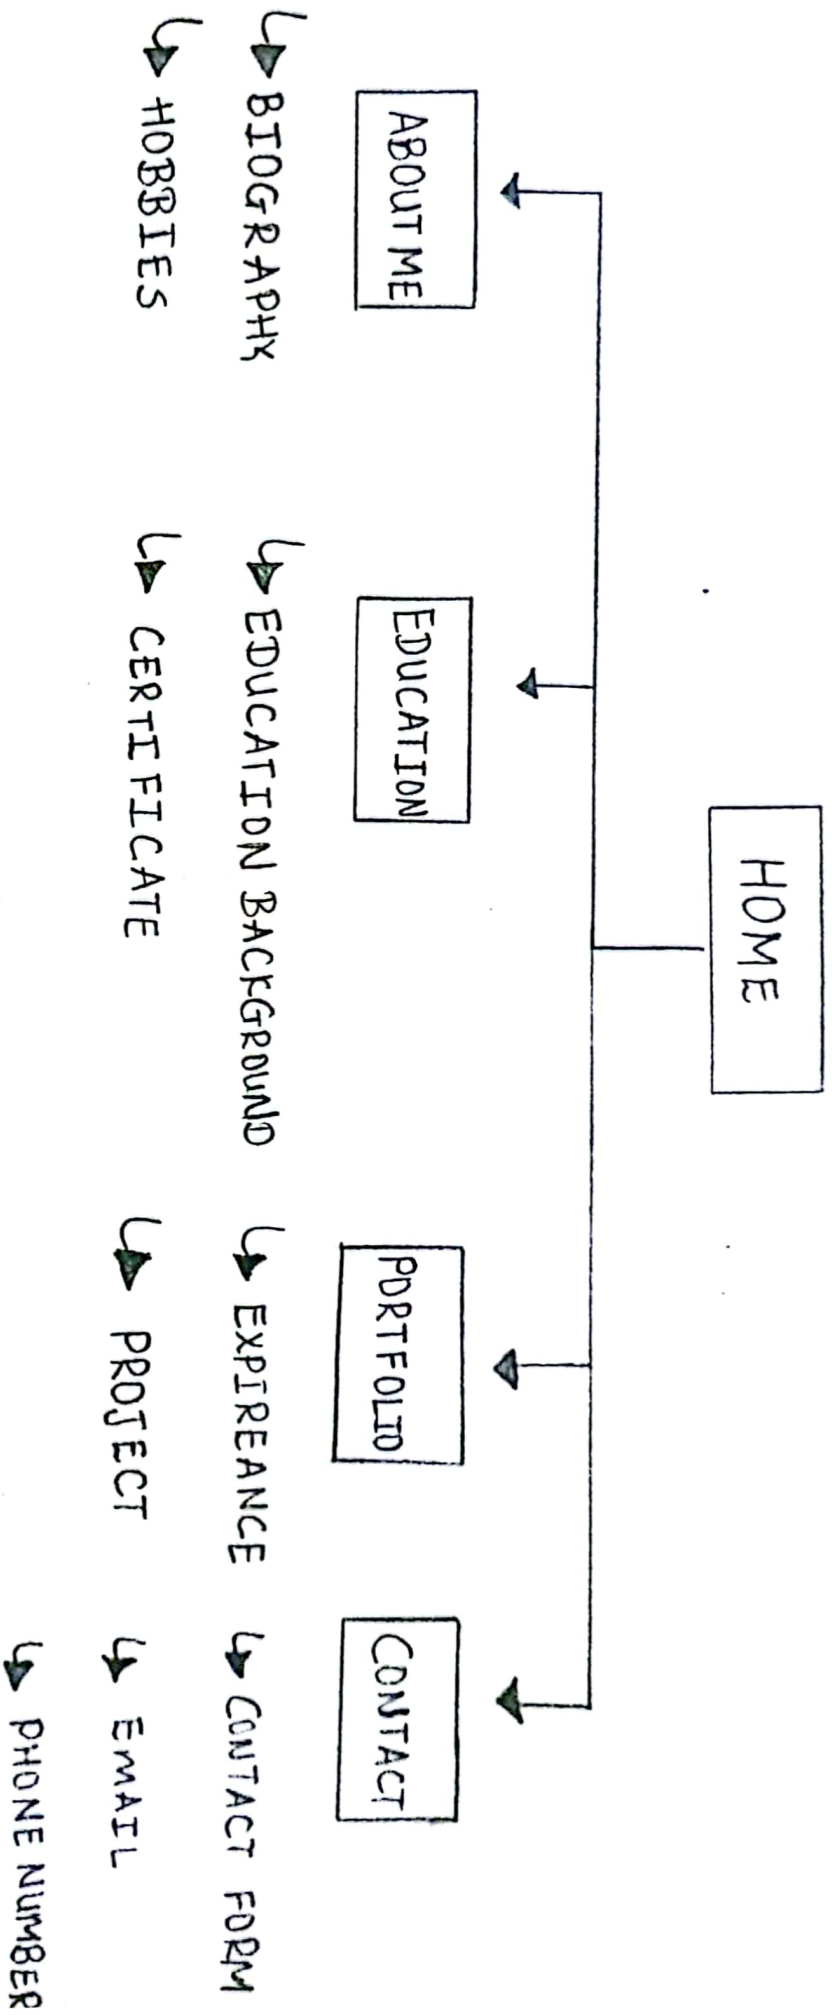 HOME
ABOUT ME
BIOGRAPHY
HOBBIES
EDUCATION
EDUCATION BACKGROUND
CERTIFICATE
PORTFOLIO
EXPIREANCE
PROJECT
CONTACT
CONTACT FORM
EMAIL
PHONE NUMBER